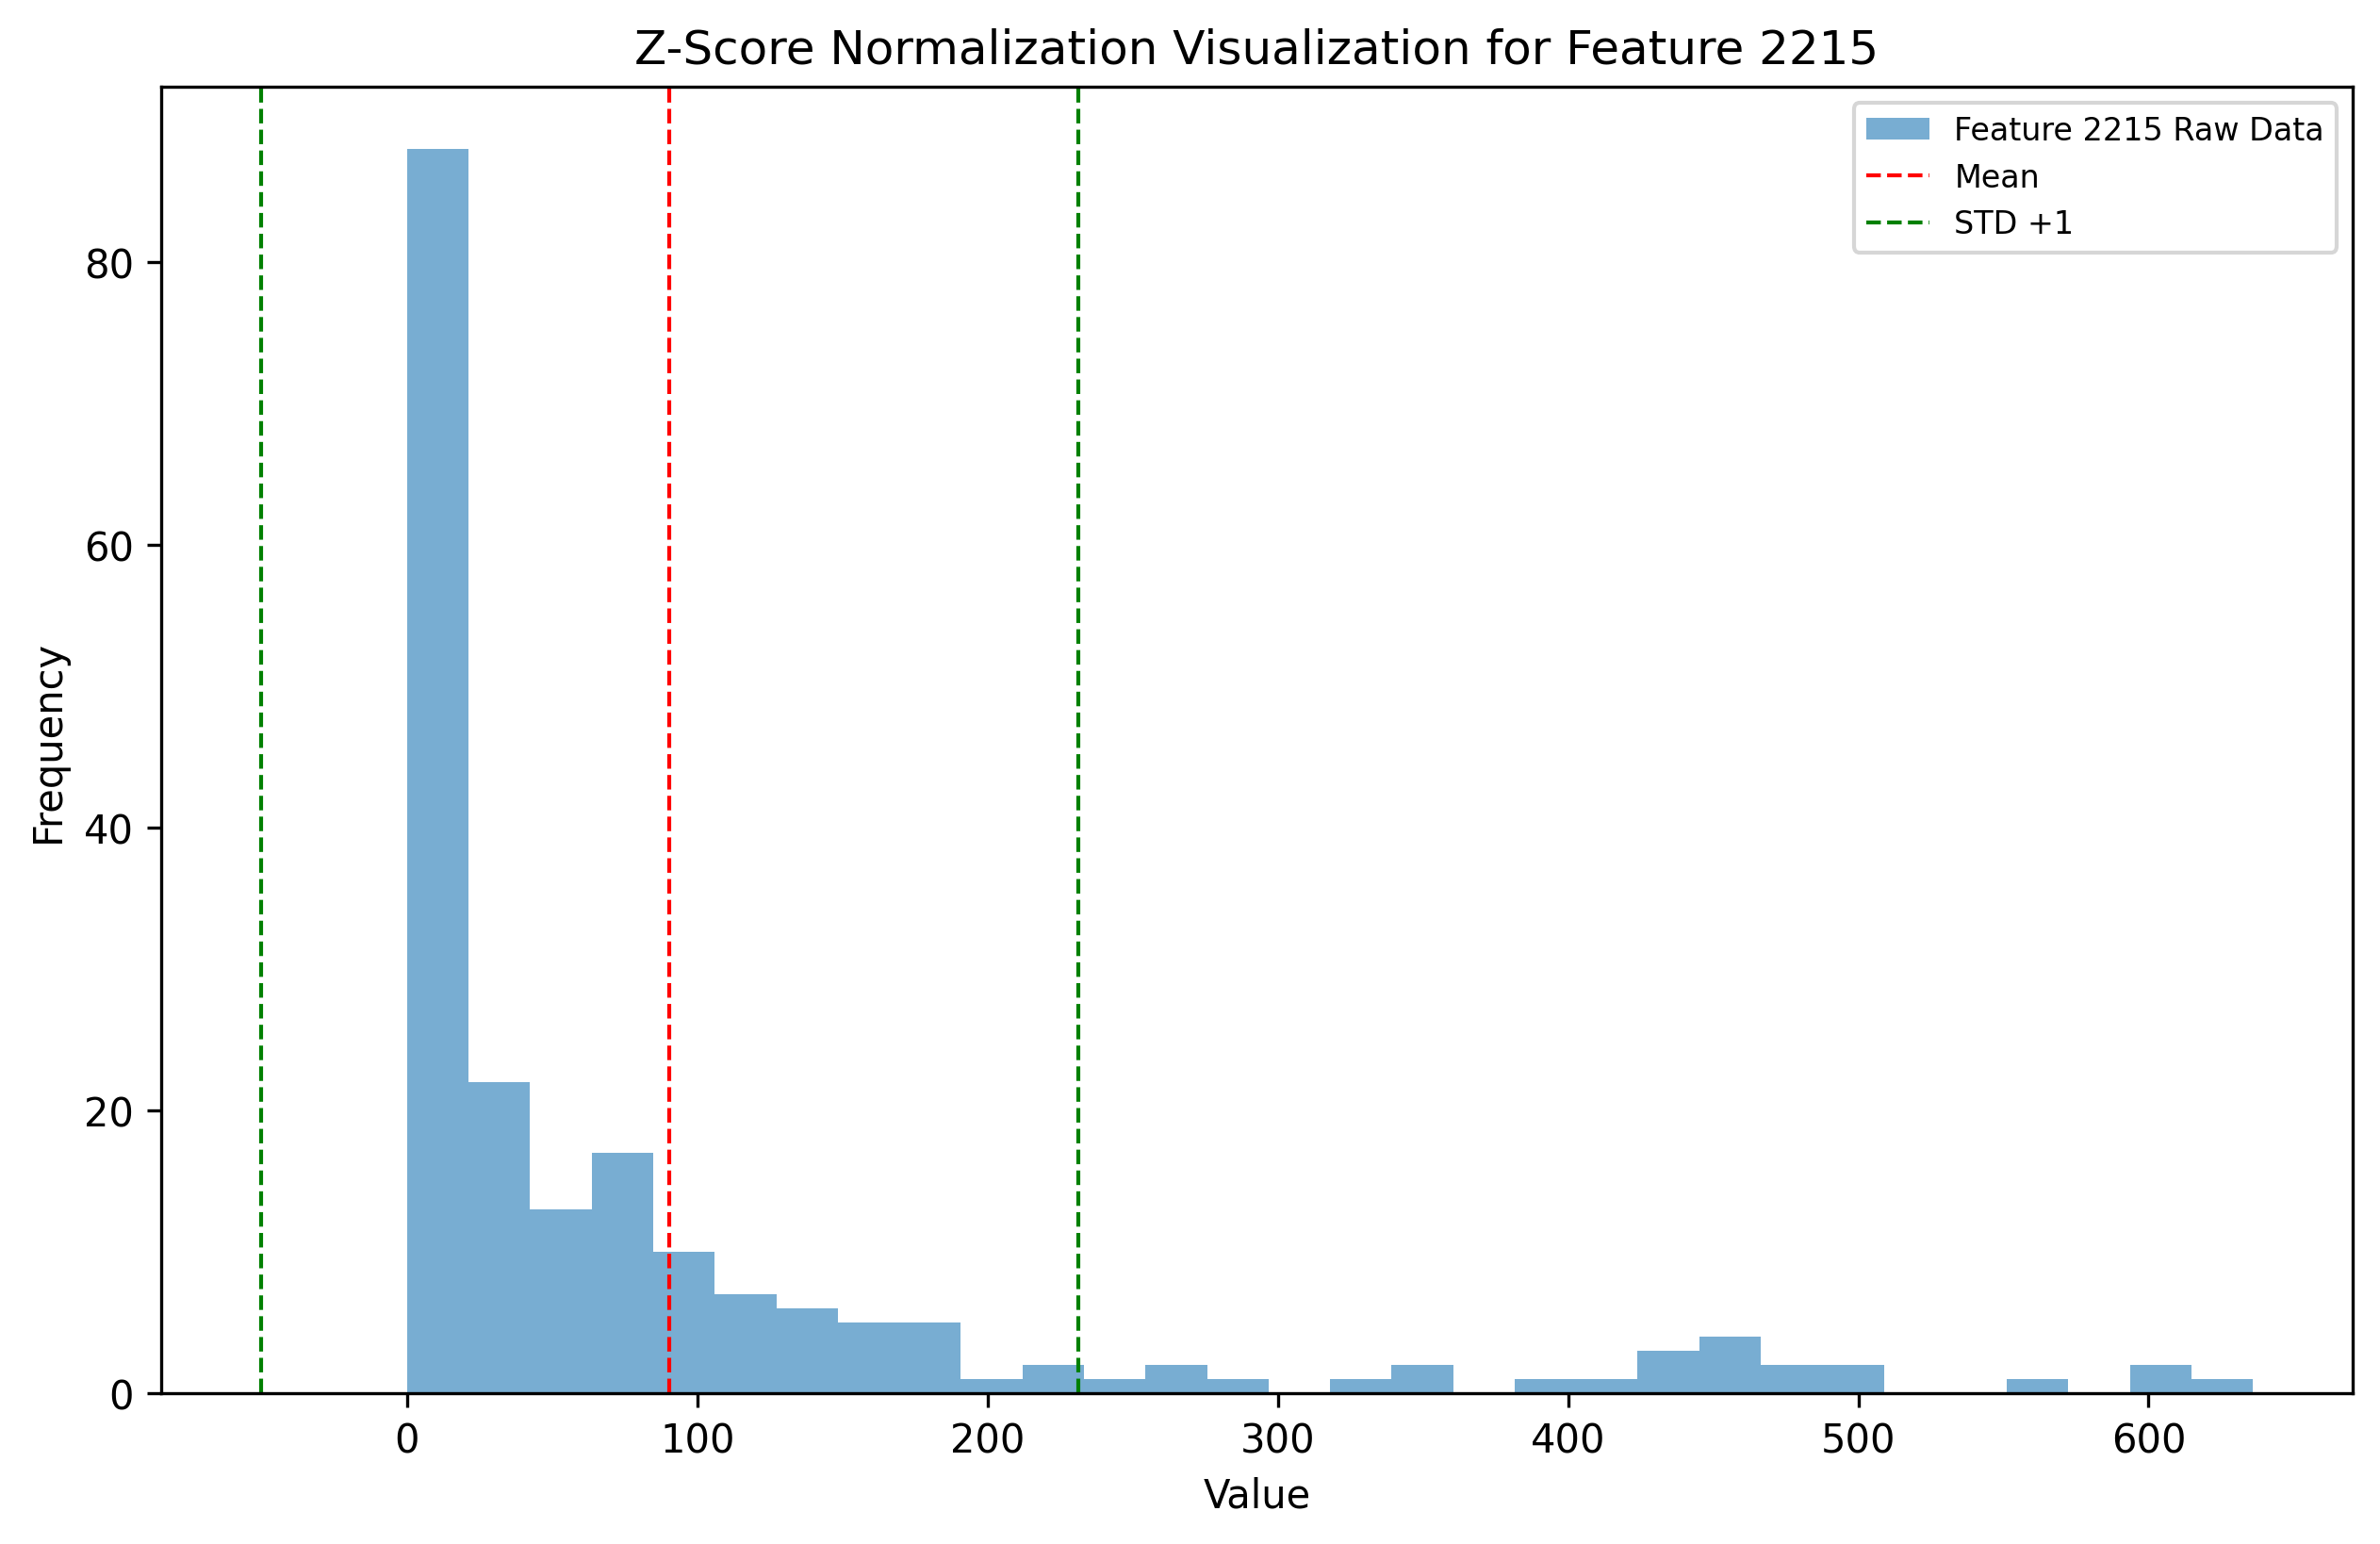 Z-Score Normalization Visualization for Feature 2215
Feature 2215 Raw Data
Mean
STD +1
80
60
40
20
0
Frequency
0 100 200 300 400 500 600
Value